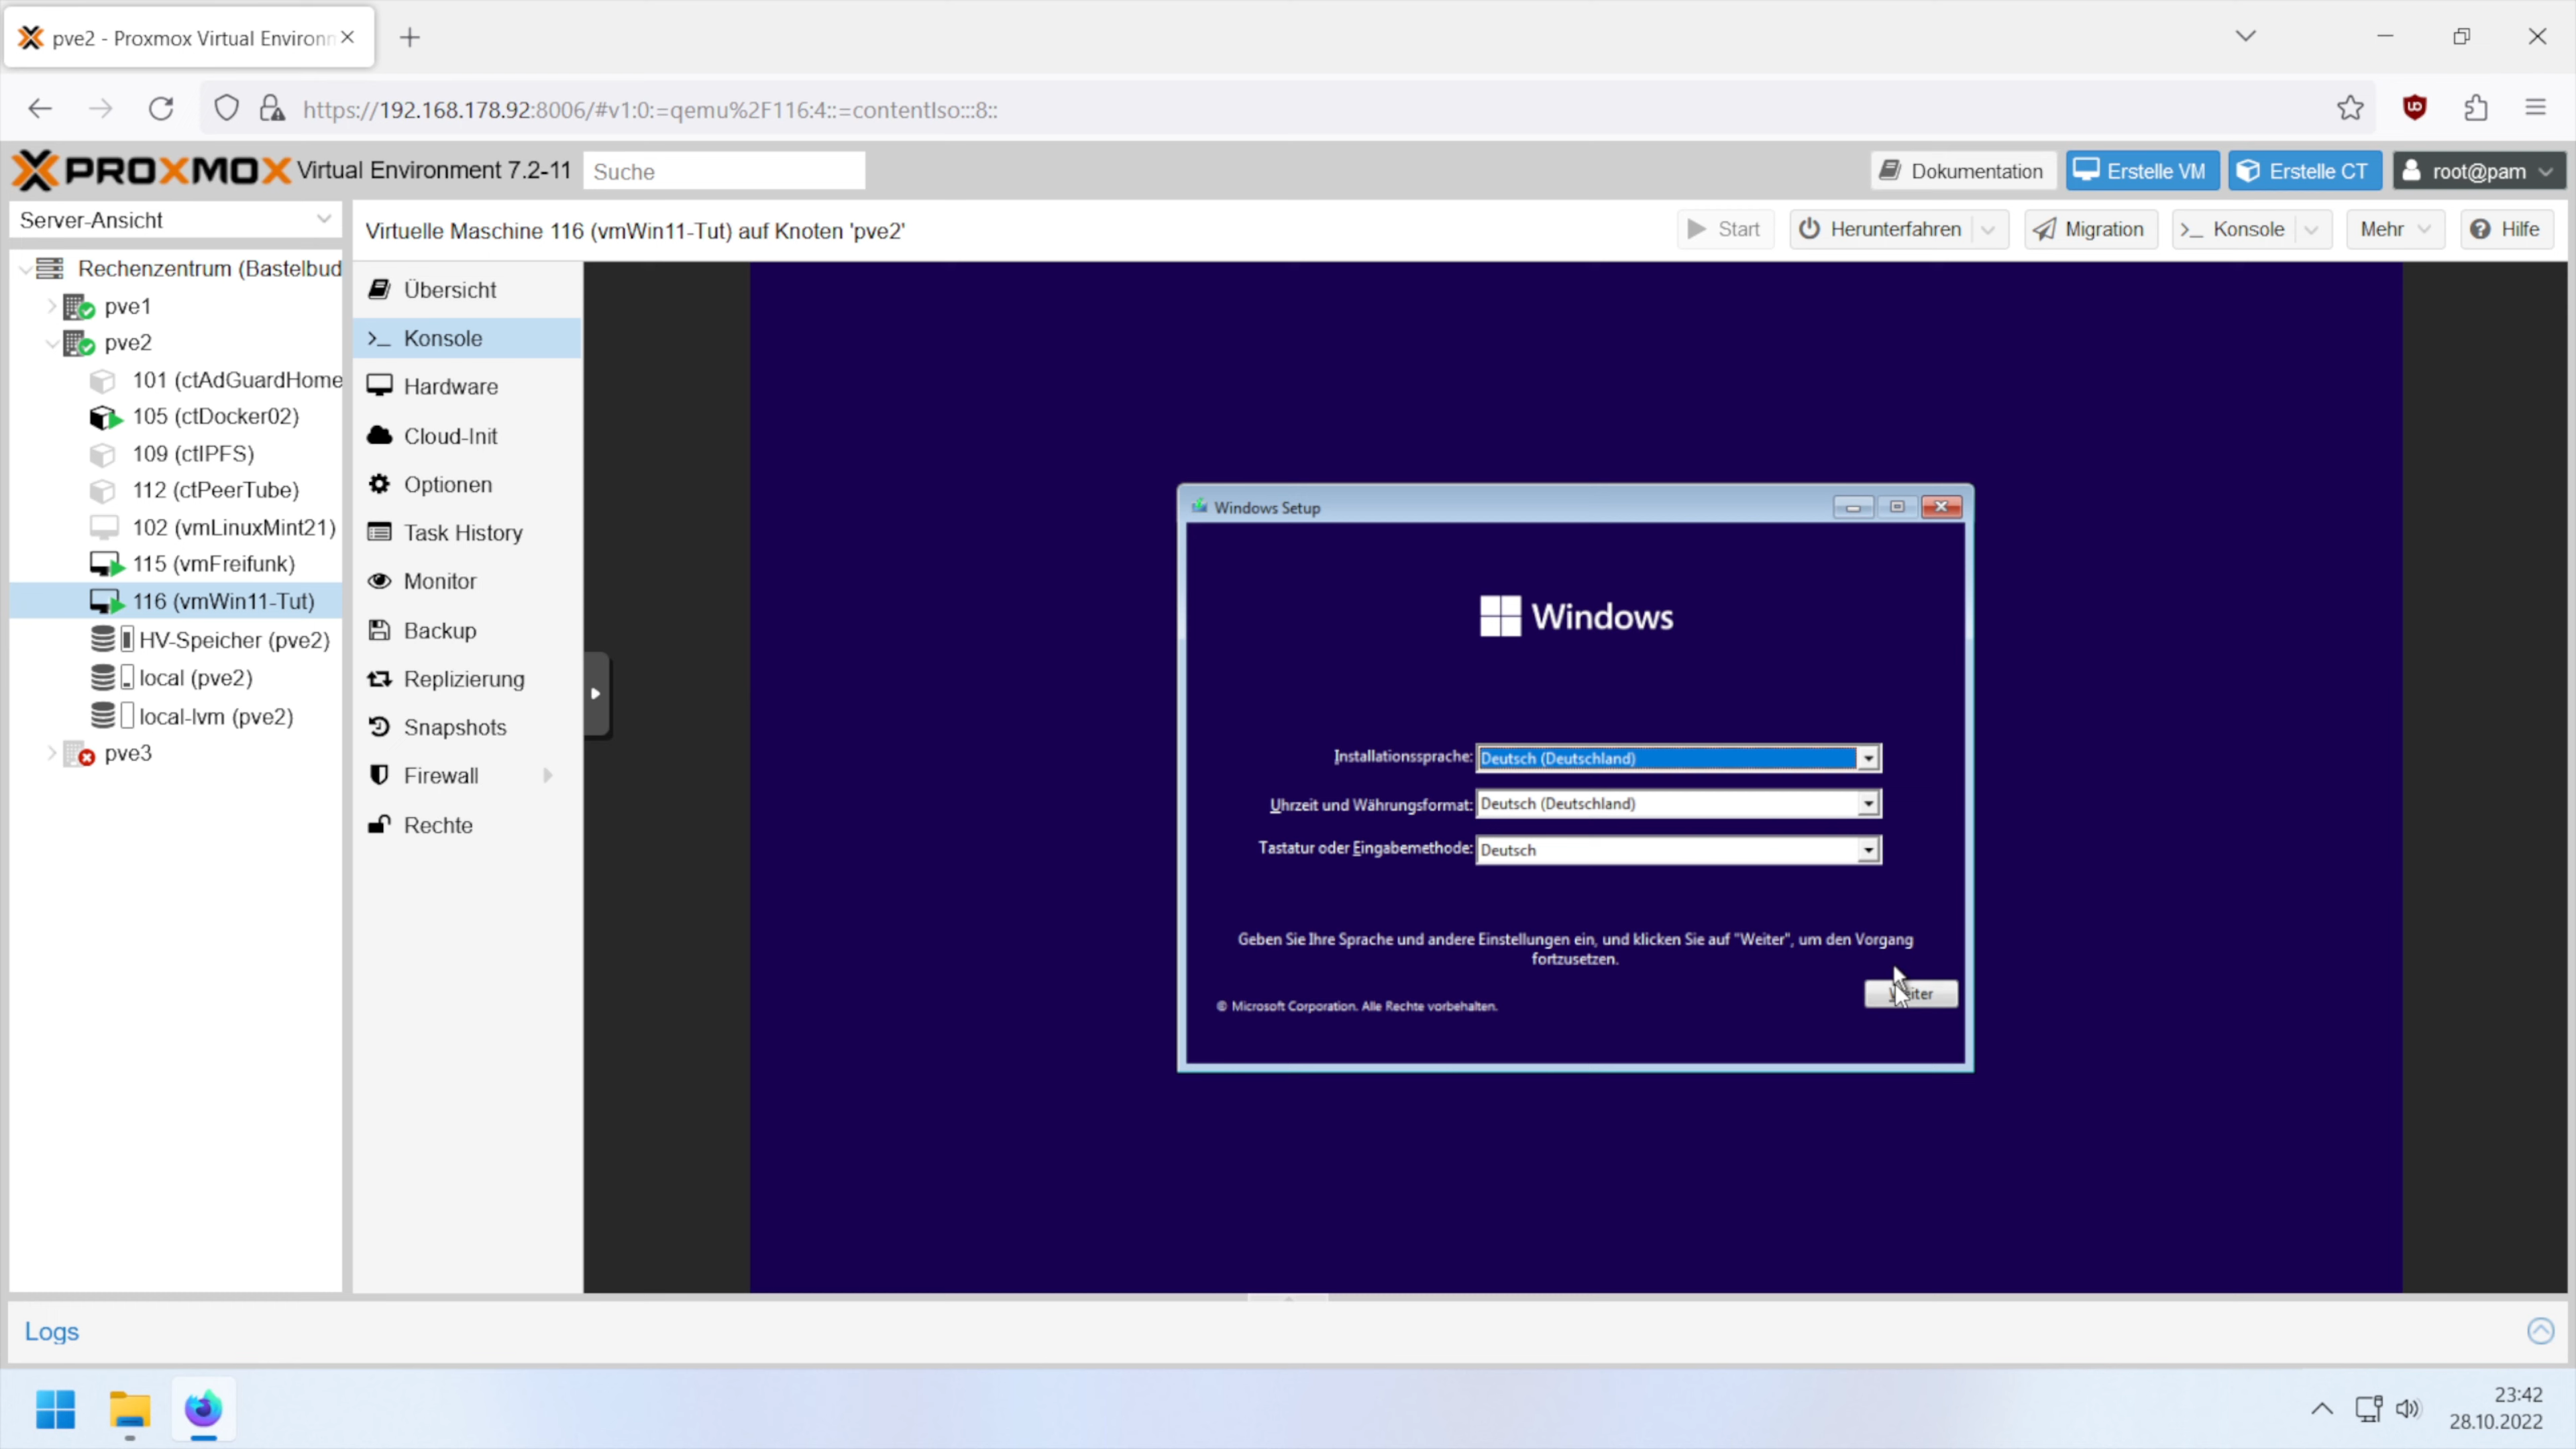 pve2 - Proxmox Virtual Environ
https://192.168.178.92:8006/#v1:0:=qemu%2F116:4::=contentIso:::8::
PROXMOX Virtual Environment 7.2-11
Suche
Dokumentation
Erstelle VM
Erstelle CT
root@pam
Server-Ansicht
Virtuelle Maschine 116 (vmWin11-Tut) auf Knoten 'pve2'
Start
Herunterfahren
Migration
Konsole
Mehr
Hilfe
Rechenzentrum (Bastelbud
pve1
pve2
101 (ctAdGuardHome
105 (ctDocker02)
109 (ctIPFS)
112 (ctPeerTube)
102 (vmLinuxMint21)
115 (vmFreifunk)
116 (vmWin11-Tut)
HV-Speicher (pve2)
local (pve2)
local-lvm (pve2)
pve3
Übersicht
Konsole
Hardware
Cloud-Init
Optionen
Task History
Monitor
Backup
Replizierung
Snapshots
Firewall
Rechte
Windows Setup
Windows
Installationssprache: Deutsch (Deutschland)
Uhrzeit und Währungsformat: Deutsch (Deutschland)
Tastatur oder Eingabemethode: Deutsch
Geben Sie Ihre Sprache und andere Einstellungen ein, und klicken Sie auf "Weiter", um den Vorgang
fortzusetzen.
Weiter
© Microsoft Corporation. Alle Rechte vorbehalten.
Logs
23:42
28.10.2022